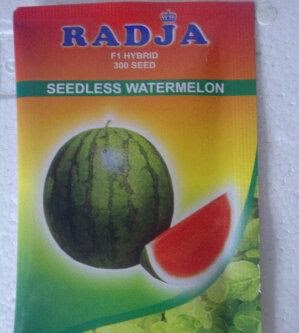 RADJA
F1 HYBRID
300 SEED
SEEDLESS WATERMELON